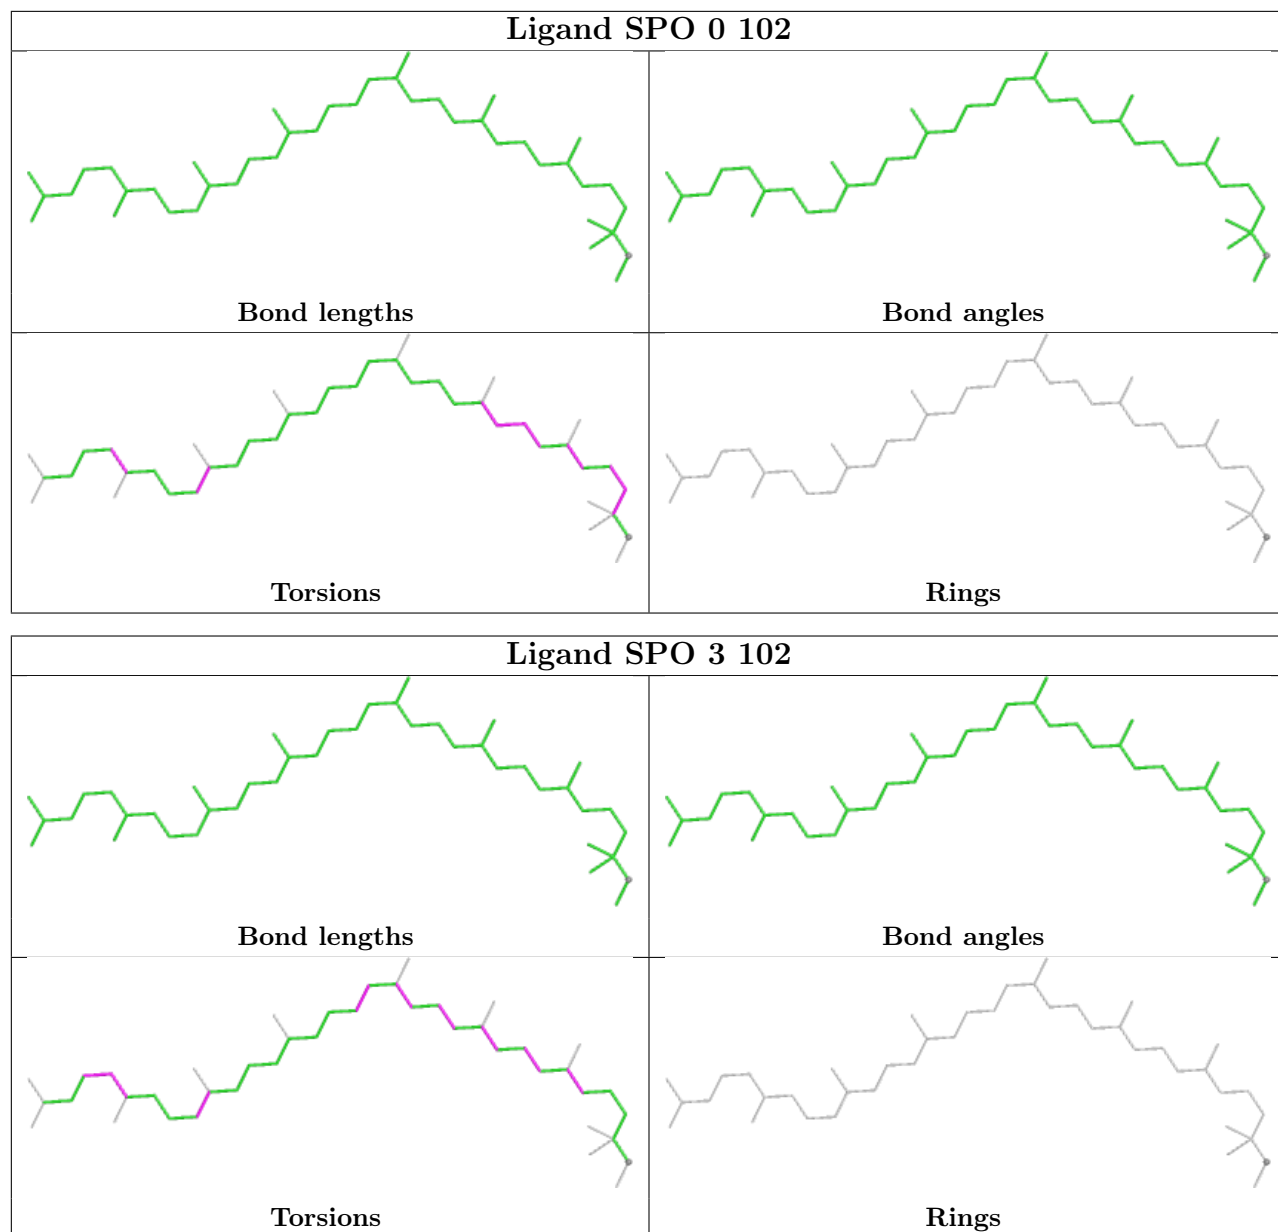 Ligand SPO 0 102
Bond lengths
Bond angles
Torsions
Rings
Ligand SPO 3 102
Bond lengths
Bond angles
Torsions
Rings